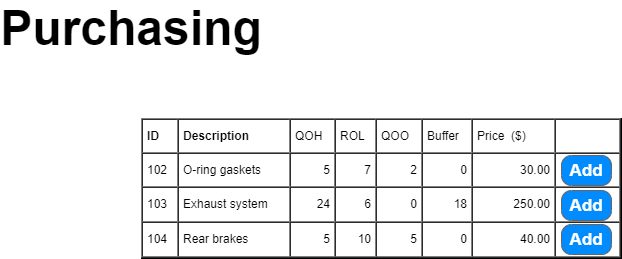 Purchasing
ID Description QOH ROL QOO Buffer Price ($)
102 O-ring gaskets 5 7 2 0 30.00 Add
103 Exhaust system 24 6 0 18 250.00 Add
104 Rear brakes 5 10 5 0 40.00 Add